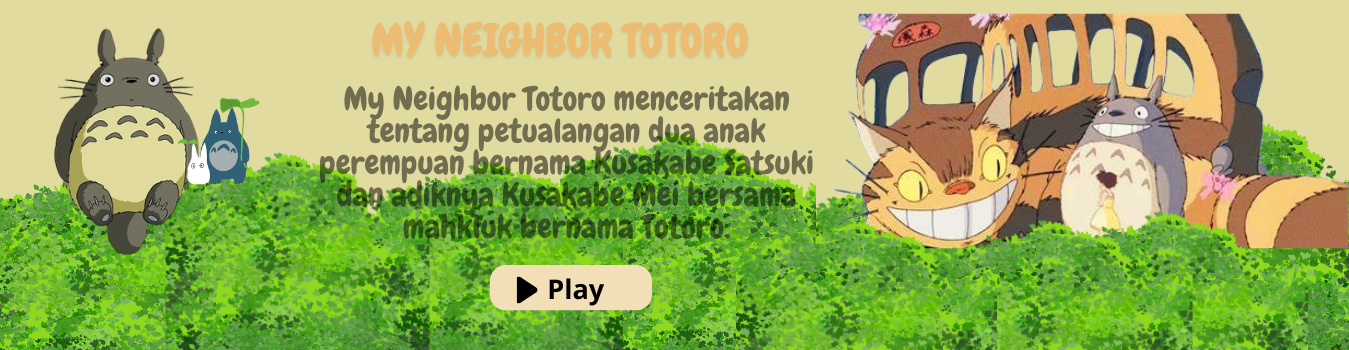 MY NEIGHBOR TOTORO
My Neighbor Totoro menceritakan
tentang petualangan dua anak
perempuan bernama Kusakabe Satsuki
dan adiknya Kusakabe Mei bersama
mahkluk bernama Totoro.
Play